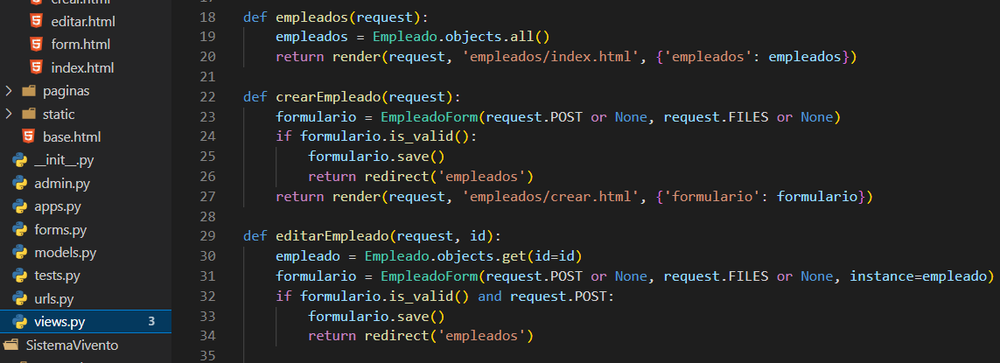 crear.html
editar.html
form.html
index.html
paginas
static
base.html
__init__.py
admin.py
apps.py
forms.py
models.py
tests.py
urls.py
views.py 3
SistemaVivento
18 def empleados(request):
19 empleados = Empleado.objects.all()
20 return render(request, 'empleados/index.html', {'empleados': empleados})
21
22 def crearEmpleado(request):
23 formulario = EmpleadoForm(request.POST or None, request.FILES or None)
24 if formulario.is_valid():
25 formulario.save()
26 return redirect('empleados')
27 return render(request, 'empleados/crear.html', {'formulario': formulario})
28
29 def editarEmpleado(request, id):
30 empleado = Empleado.objects.get(id=id)
31 formulario = EmpleadoForm(request.POST or None, request.FILES or None, instance=empleado)
32 if formulario.is_valid() and request.POST:
33 formulario.save()
34 return redirect('empleados')
35